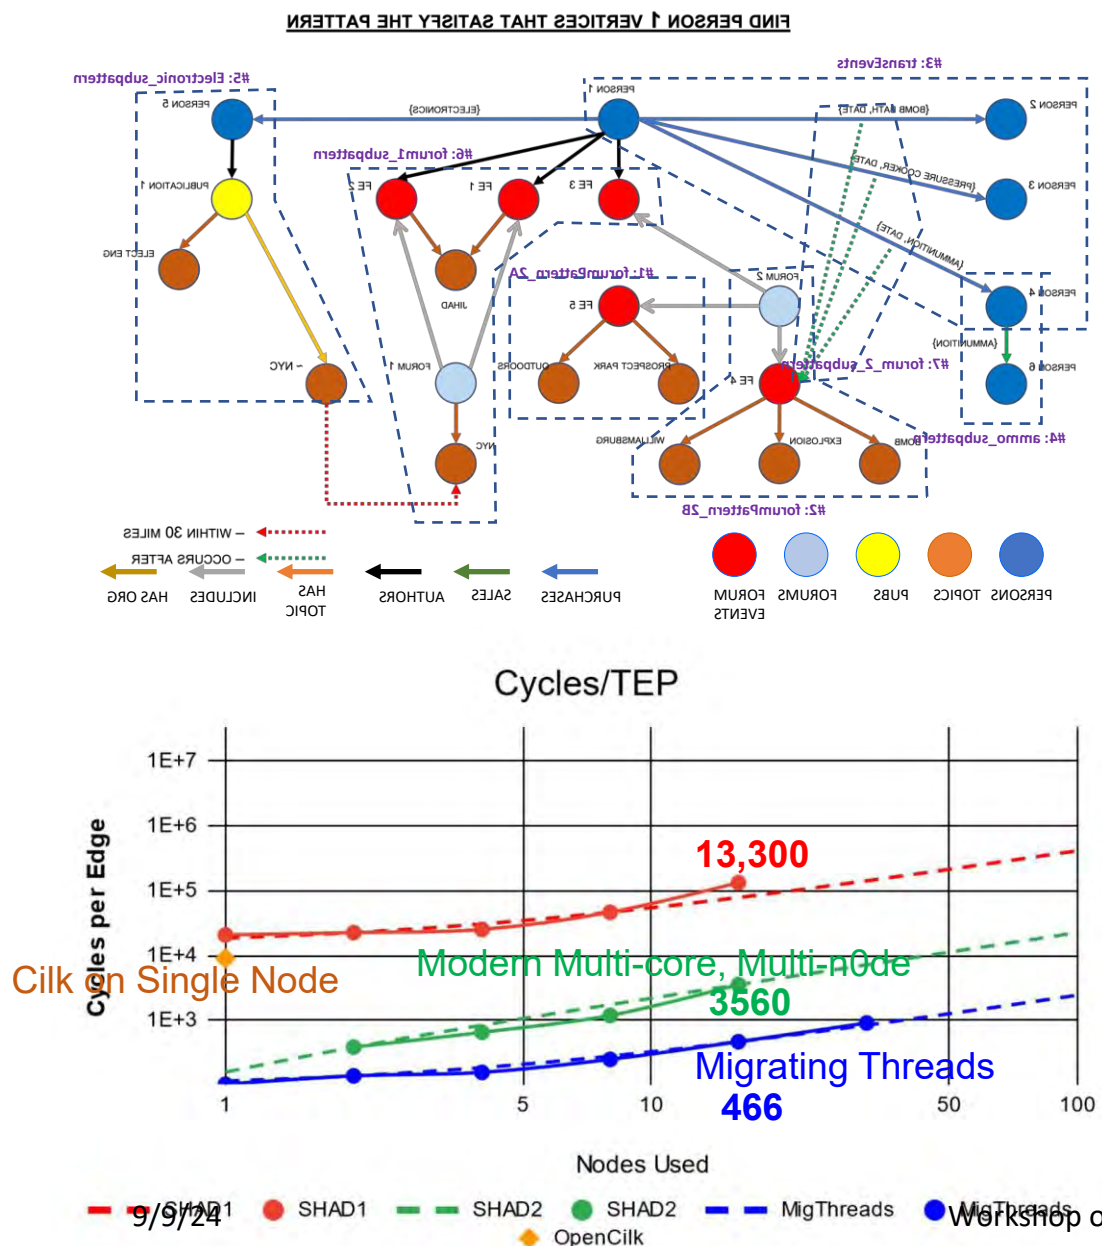 FIND PERSON 1 VERTICES THAT SATISFY THE PATTERN
#5: Electronic_subpattern
#3: transEvents
PERSON 5
{ELECTRONICS}
PERSON 1
{BOMB BATH, DATE}
PERSON 2
#6: forum1_subpattern
PUBLICATION 1
FE 2
FE 1
FE 3
{PRESSURE COOKER, DATE}
PERSON 3
ELECT ENG
JIHAD
{AMMUNITION, DATE}
#1: forumPattern_2A
FORUM 2
PERSON 4
FE 5
{AMMUNITION}
~ NYC
FORUM 1
OUTDOORS
PROSPECT PARK
FE 4
#7: forum_2_subpattern
PERSON 6
NYC
WILLIAMSBURG
EXPLOSION
BOMB
#4: ammo_subpattern
#2: forumPattern_2B
– WITHIN 30 MILES
– OCCURS AFTER
HAS ORG
INCLUDES
HAS TOPIC
AUTHORS
SALES
PURCHASES
FORUM EVENTS
FORUMS
PUBS
TOPICS
PERSONS
Cycles/TEP
1E+7
1E+6
1E+5
1E+4
1E+3
Cycles per Edge
13,300
Cilk on Single Node
Modern Multi-core, Multi-n0de
3560
Migrating Threads
466
1 5 10 50 100
Nodes Used
SHAD1 SHAD1 SHAD2 SHAD2 MigThreads MigThreads
OpenCilk
9/9/24
Workshop o